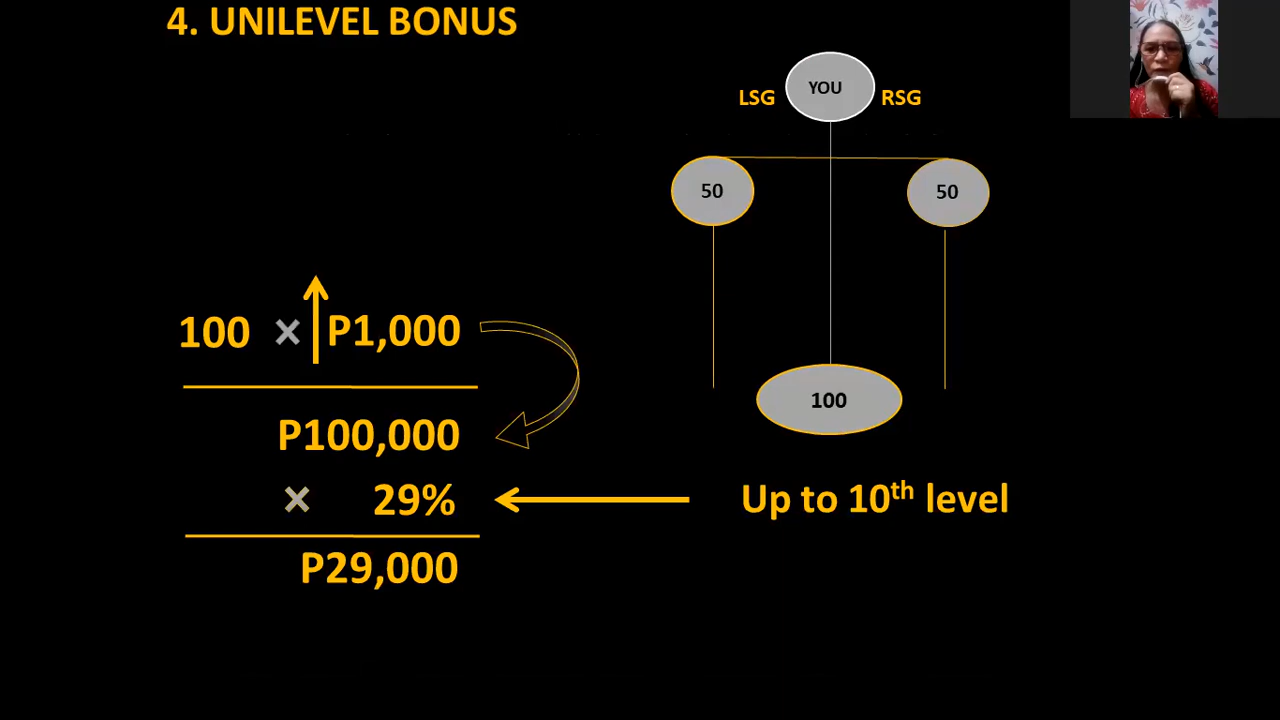 4. UNILEVEL BONUS
LSG YOU RSG
50 50
100 × P1,000
P100,000
100
× 29% Up to 10th level
P29,000